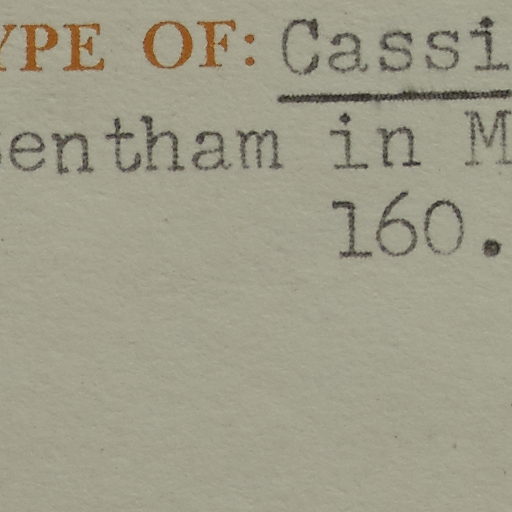 YPE OF: Cassi
entham in M
160.